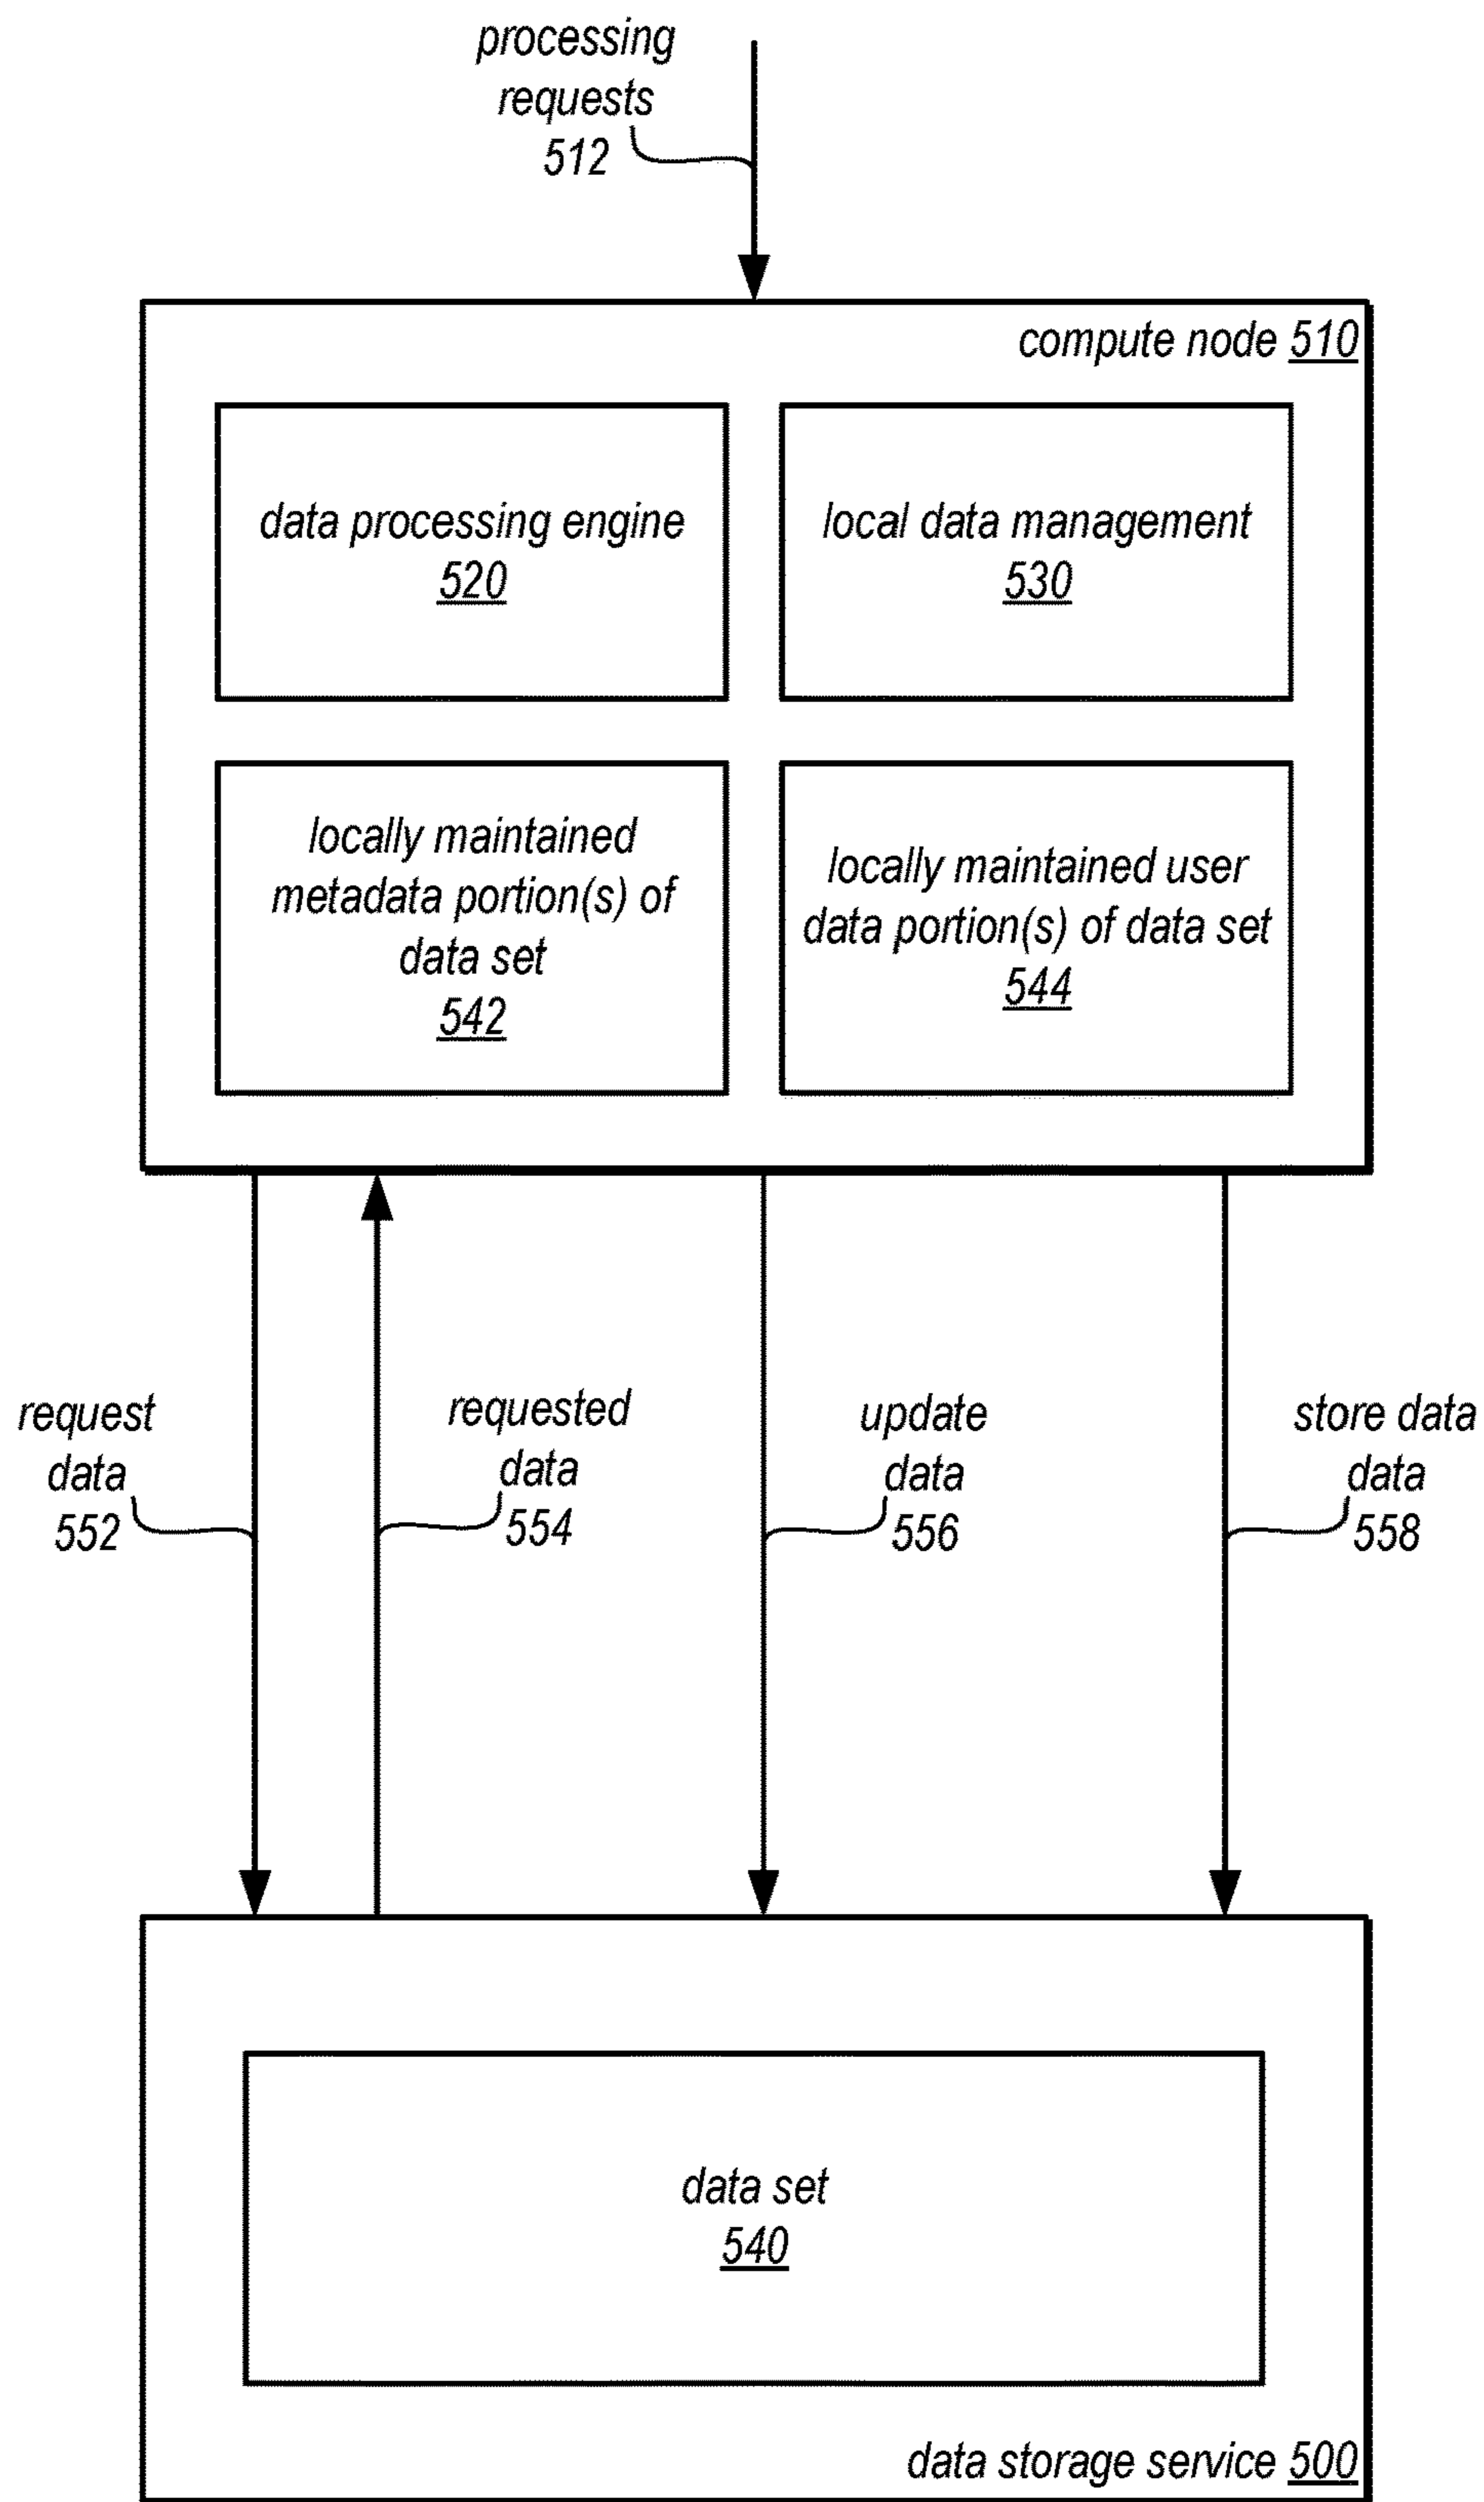 processing
requests
512
compute node 510
data processing engine
520
local data management
530
locally maintained
metadata portion(s) of
data set
542
locally maintained user
data portion(s) of data set
544
request
data
552
requested
data
554
update
data
556
store data
data
558
data set
540
data storage service 500